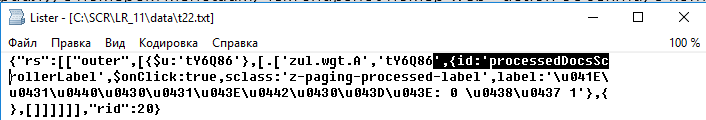 Lister - [C:\SCR\LR_11\data\t22.txt]
Файл Правка Вид Кодировка Справка 100 %
{"rs":[["outer",[{$u:'tY6Q86'},[.['zul.wgt.A','tY6Q86',{id:'processedDocsSc
rollerLabel',$onClick:true,sclass:'z-paging-processed-label',label:'\u041E\
\u0431\u0440\u0430\u0431\u043E\u0442\u0430\u043D\u043E: 0 \u0438\u0437 1'},{
},[]]]]]],"rid":20}